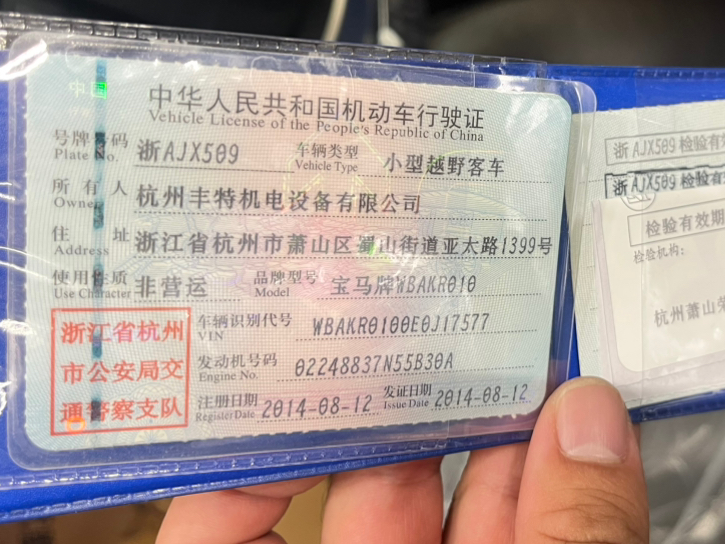 中国
中华人民共和国机动车行驶证
Vehicle License of the People's Republic of China
号牌号码 浙AJX509 车辆类型 小型越野客车
Plate No. Vehicle Type
所有人 杭州丰特机电设备有限公司
Owner
住址 浙江省杭州市萧山区蜀山街道亚太路1399号
Address
使用性质 非营运 品牌型号 宝马牌WBAKR010
Use Character Model
浙江省杭州
市公安局交
通警察支队
车辆识别代号 WBAKR0100E0J17577
VIN
发动机号码 02248837N55B30A
Engine No.
注册日期 2014-08-12 发证日期 2014-08-12
Register Date Issue Date
浙AJX509 检验有效
浙AJX509 检验有
检验有效期
检验机构:
杭州萧山